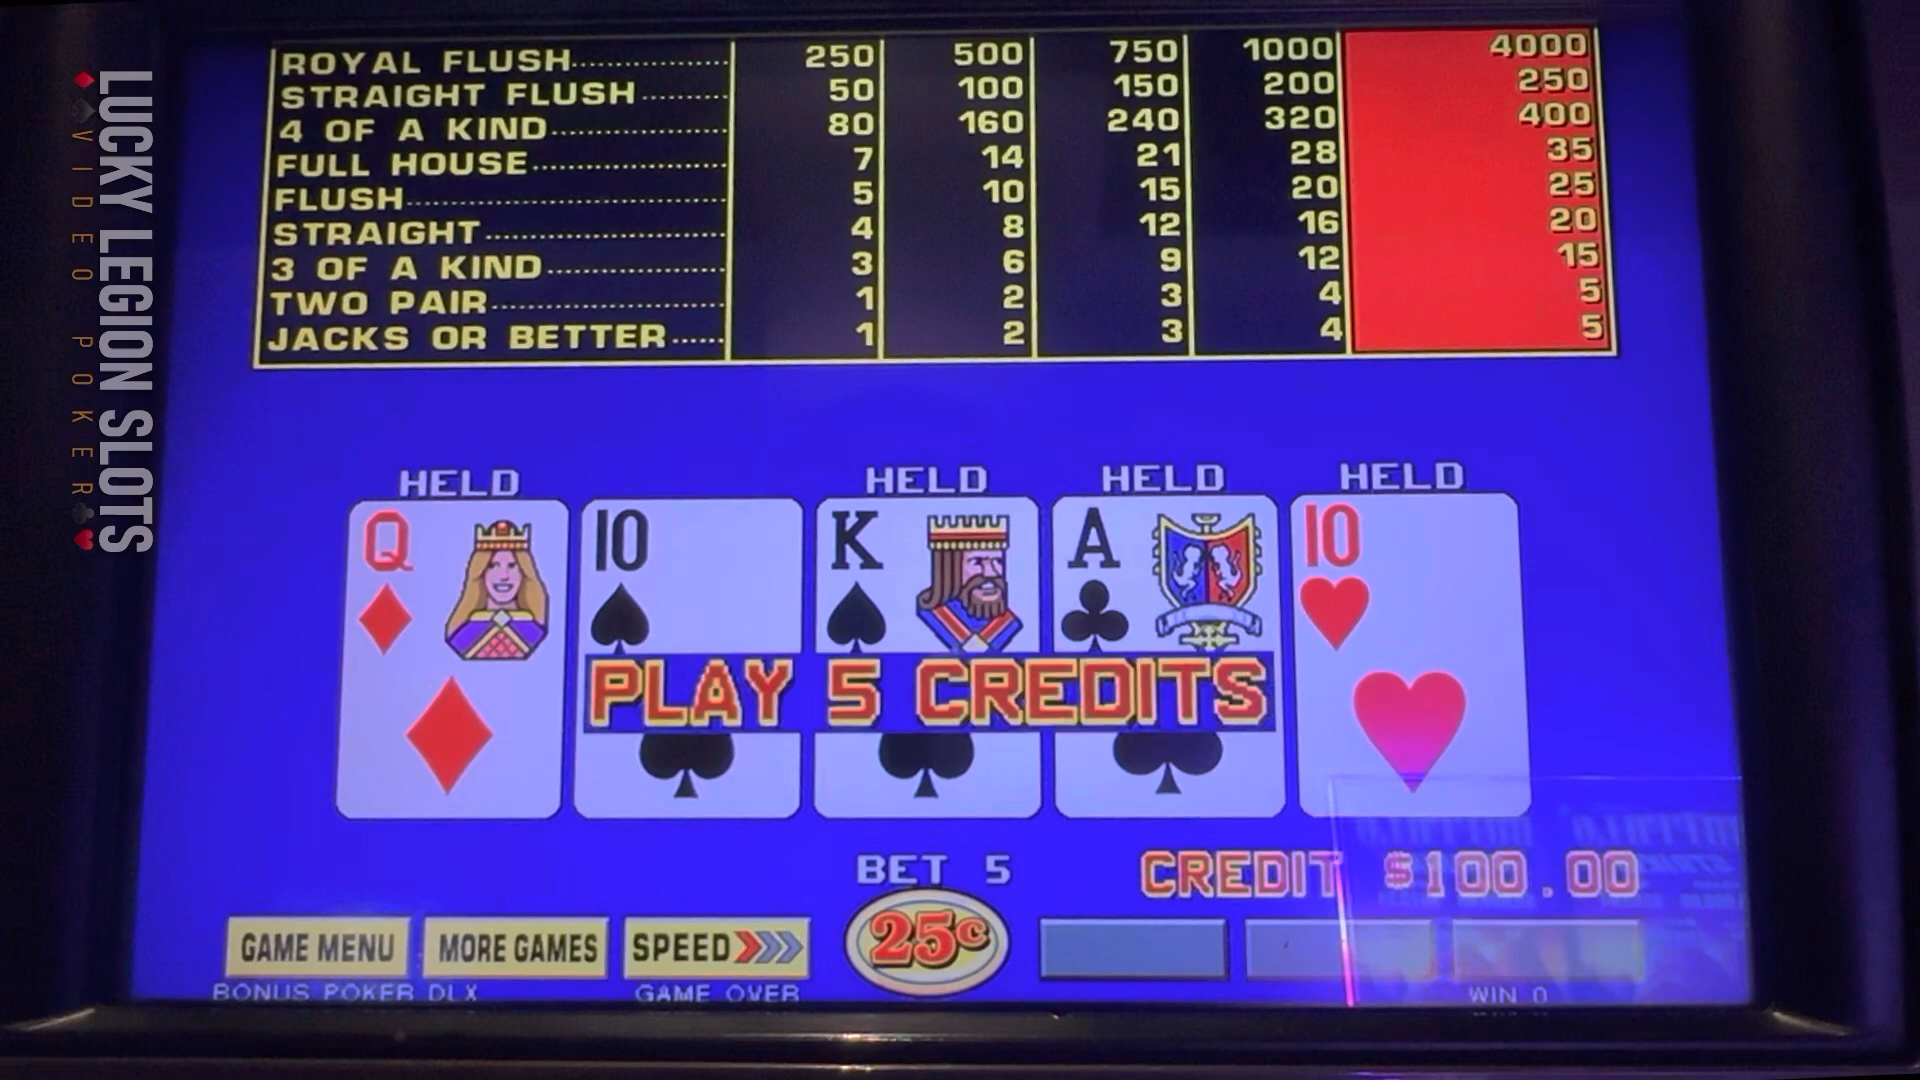 ROYAL FLUSH 250 500 750 1000 4000
STRAIGHT FLUSH 50 100 150 200 250
4 OF A KIND 80 160 240 320 400
FULL HOUSE 7 14 21 28 35
FLUSH 5 10 15 20 25
STRAIGHT 4 8 12 16 20
3 OF A KIND 3 6 9 12 15
TWO PAIR 1 2 3 4 5
JACKS OR BETTER 1 2 3 4 5
LUCKY LEGION SLOTS
VIDEO POKER
HELD HELD HELD HELD
Q 10 K A 10
PLAY 5 CREDITS
BET 5 CREDIT $100.00
GAME MENU MORE GAMES SPEED 25¢
BONUS POKER DLX GAME OVER WIN 0